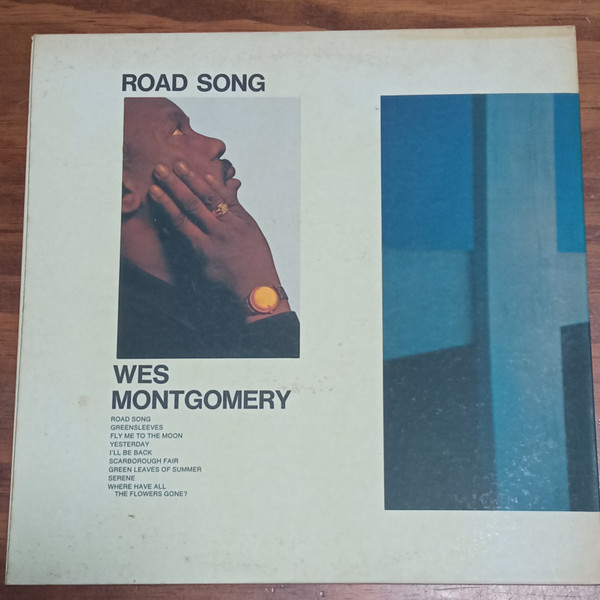 ROAD SONG
WES
MONTGOMERY
ROAD SONG
GREENSLEEVES
FLY ME TO THE MOON
YESTERDAY
I'LL BE BACK
SCARBOROUGH FAIR
GREEN LEAVES OF SUMMER
SERENE
WHERE HAVE ALL
THE FLOWERS GONE?